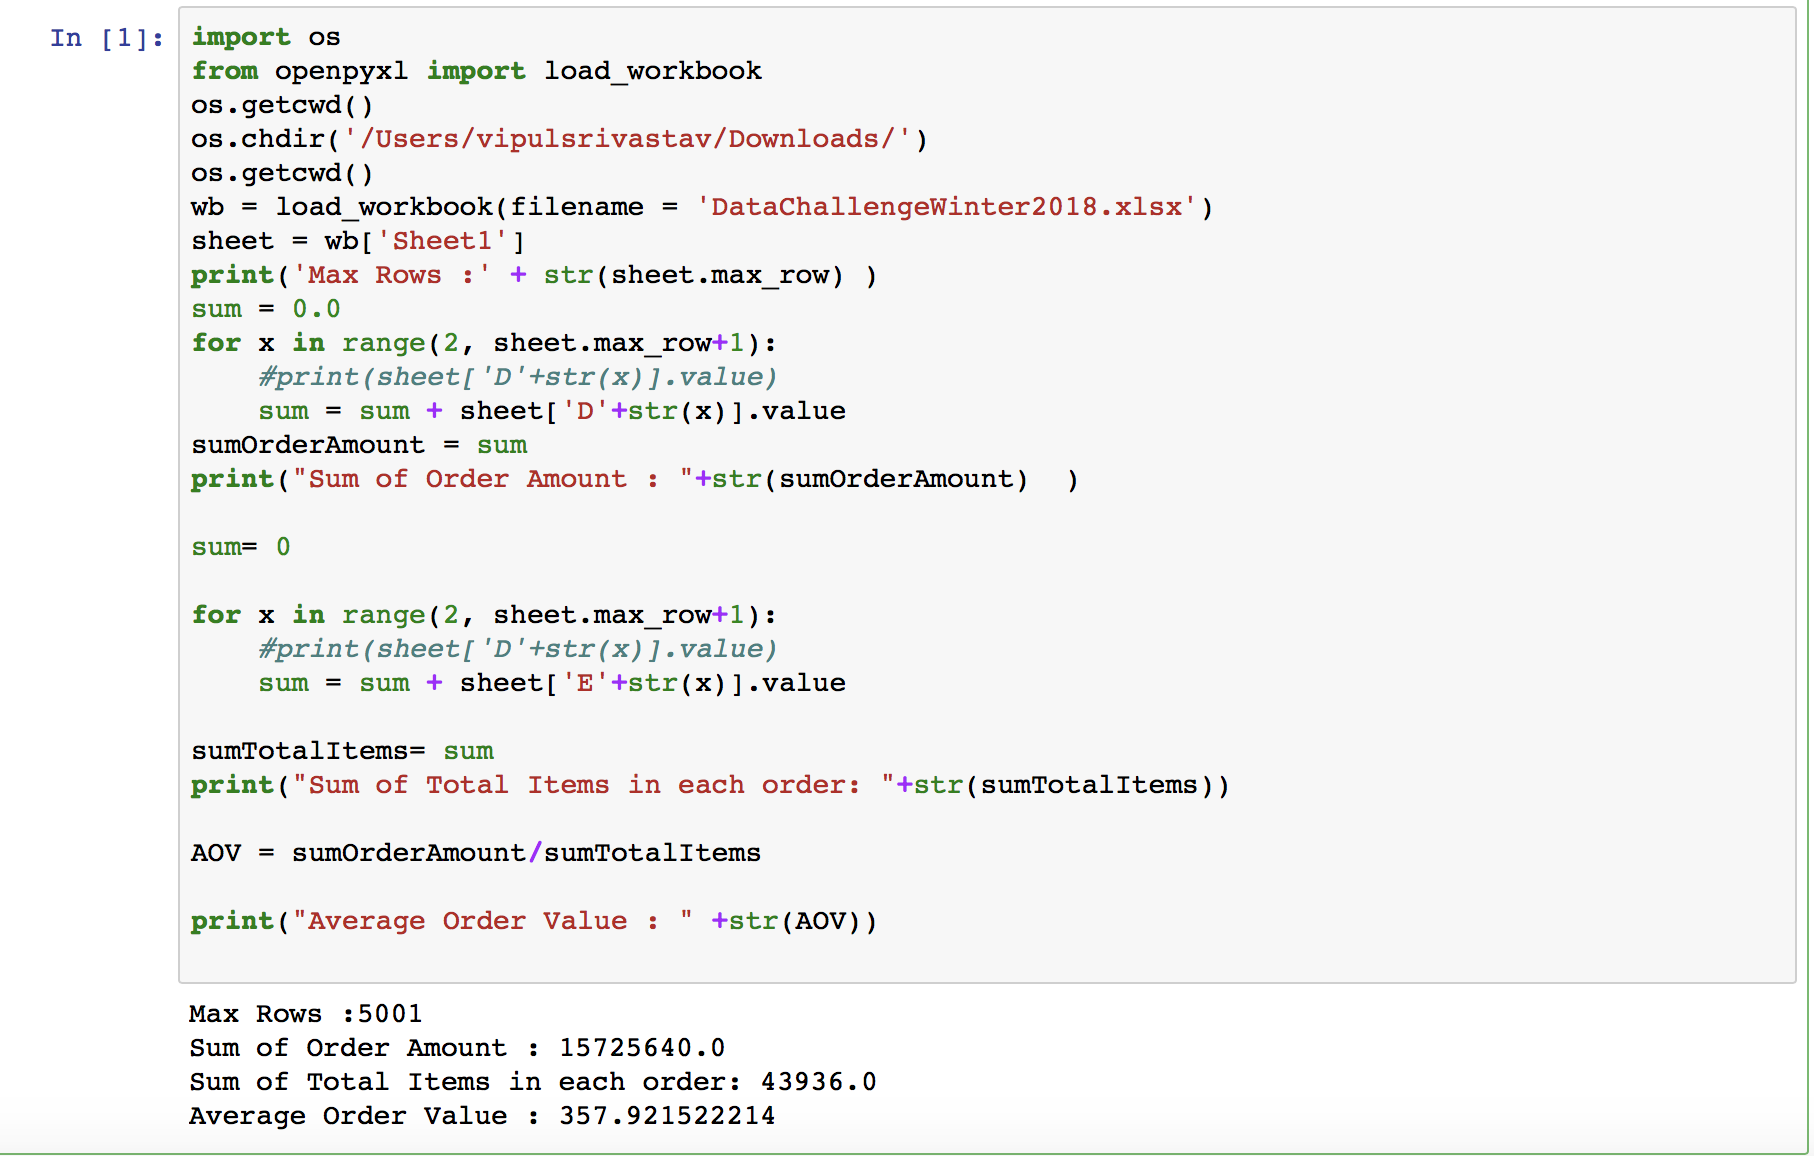 In [1]:
import os
from openpyxl import load_workbook
os.getcwd()
os.chdir('/Users/vipulsrivastav/Downloads/')
os.getcwd()
wb = load_workbook(filename = 'DataChallengeWinter2018.xlsx')
sheet = wb['Sheet1']
print('Max Rows :' + str(sheet.max_row) )
sum = 0.0
for x in range(2, sheet.max_row+1):
    #print(sheet['D'+str(x)].value)
    sum = sum + sheet['D'+str(x)].value
sumOrderAmount = sum
print("Sum of Order Amount : "+str(sumOrderAmount)  )
sum= 0
for x in range(2, sheet.max_row+1):
    #print(sheet['D'+str(x)].value)
    sum = sum + sheet['E'+str(x)].value
sumTotalItems= sum
print("Sum of Total Items in each order: "+str(sumTotalItems))
AOV = sumOrderAmount/sumTotalItems
print("Average Order Value : " +str(AOV))
Max Rows :5001
Sum of Order Amount : 15725640.0
Sum of Total Items in each order: 43936.0
Average Order Value : 357.921522214